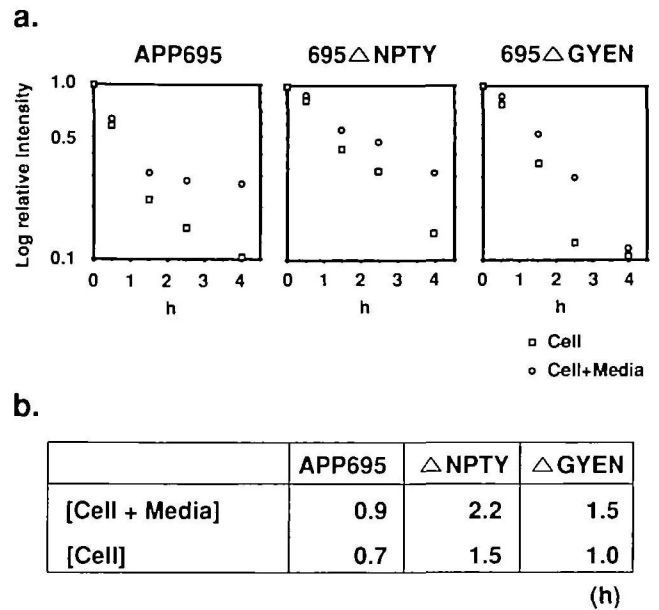 a.
APP695 695△NPTY 695△GYEN
Log relative Intensity
1.0
0.5
0.1
0 1 2 3 4 0 1 2 3 4 0 1 2 3 4
h h h
□ Cell
○ Cell+Media
b.
APP695 △NPTY △GYEN
[Cell + Media] 0.9 2.2 1.5
[Cell] 0.7 1.5 1.0
(h)